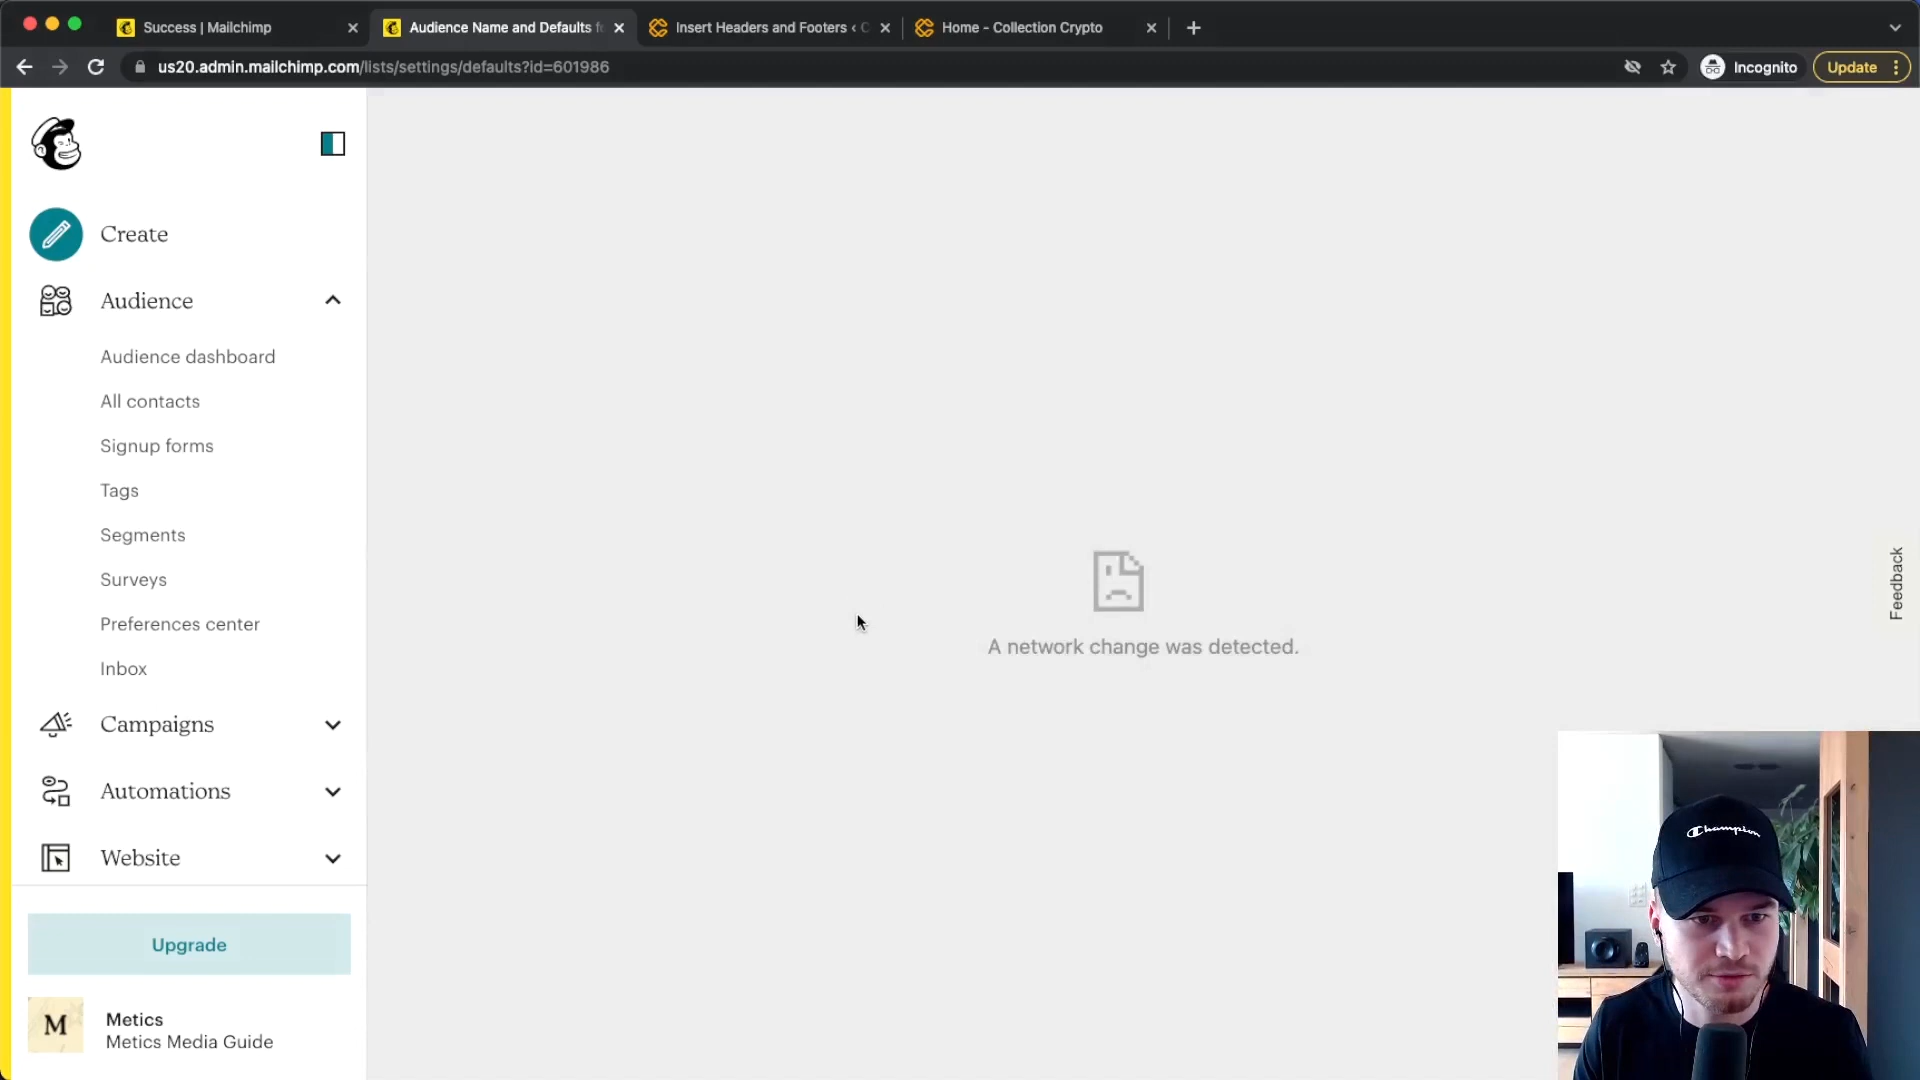 Success | Mailchimp
Audience Name and Defaults f
Insert Headers and Footers ‹ C
Home - Collection Crypto
us20.admin.mailchimp.com/lists/settings/defaults?id=601986
Incognito
Update
Create
Audience
Audience dashboard
All contacts
Signup forms
Tags
Segments
Surveys
Preferences center
Inbox
Campaigns
Automations
Website
Upgrade
M
Metics
Metics Media Guide
A network change was detected.
Feedback
Champion